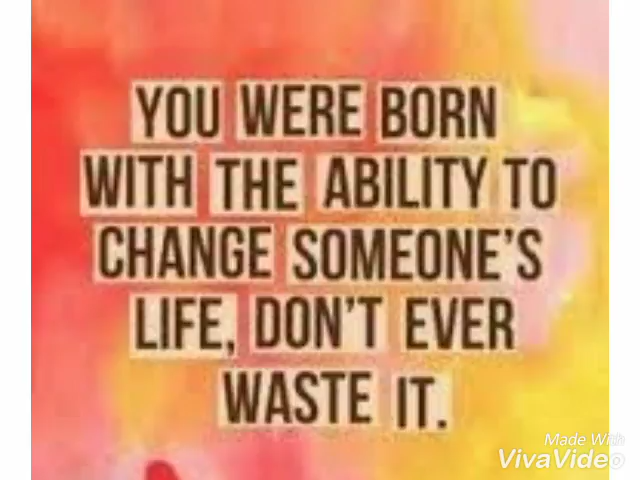 YOU WERE BORN
WITH THE ABILITY TO
CHANGE SOMEONE'S
LIFE, DON'T EVER
WASTE IT.
Made With
VivaVideo